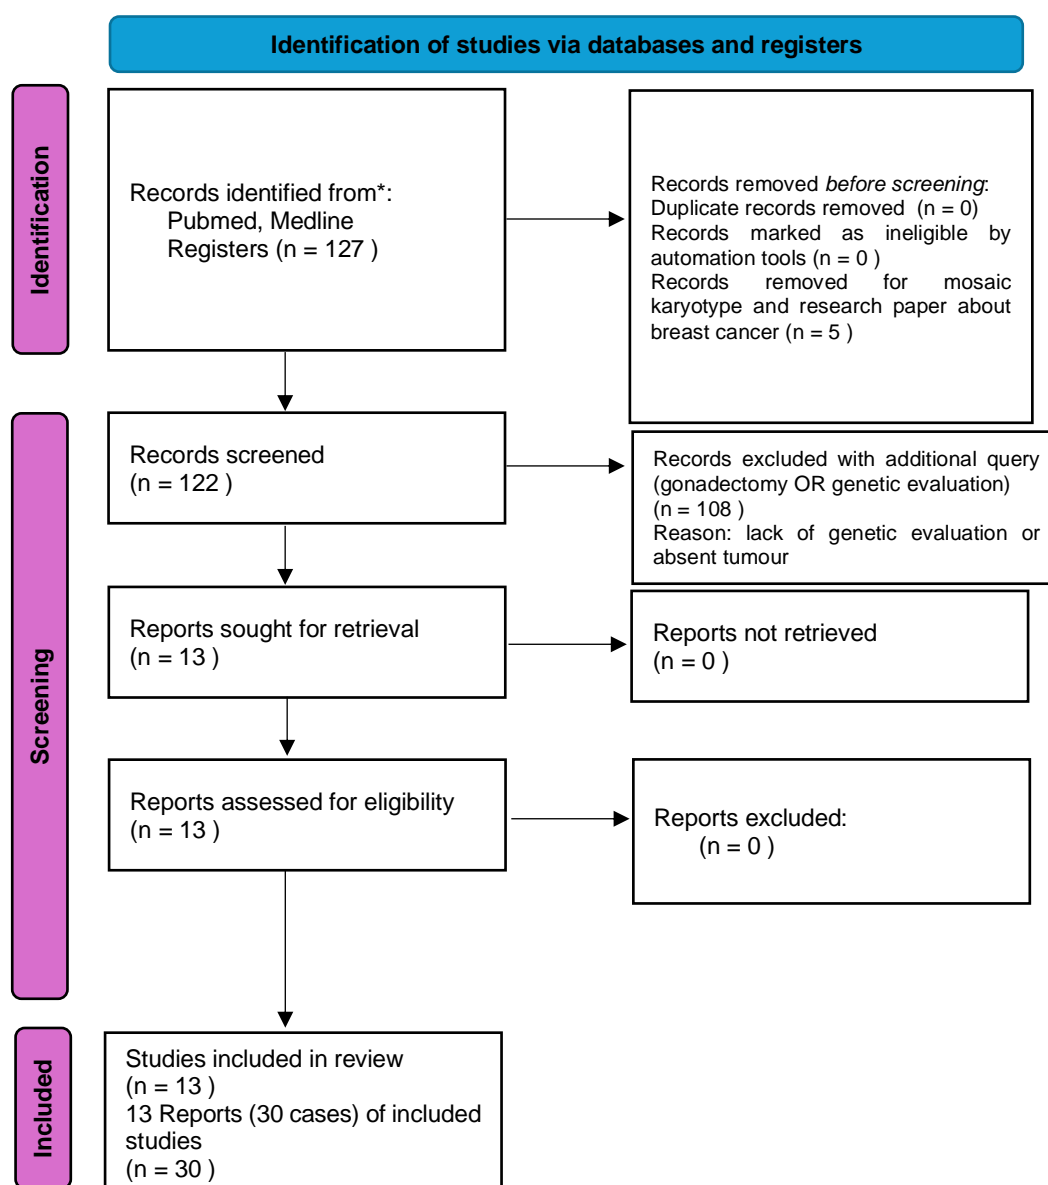 Identification of studies via databases and registers
Identification
Records identified from*:
Pubmed, Medline
Registers (n = 127 )
Records removed before screening:
Duplicate records removed (n = 0)
Records marked as ineligible by
automation tools (n = 0 )
Records removed for mosaic
karyotype and research paper about
breast cancer (n = 5 )
Screening
Records screened
(n = 122 )
Records excluded with additional query
(gonadectomy OR genetic evaluation)
(n = 108 )
Reason: lack of genetic evaluation or
absent tumour
Reports sought for retrieval
(n = 13 )
Reports not retrieved
(n = 0 )
Reports assessed for eligibility
(n = 13 )
Reports excluded:
(n = 0 )
Included
Studies included in review
(n = 13 )
13 Reports (30 cases) of included
studies
(n = 30 )